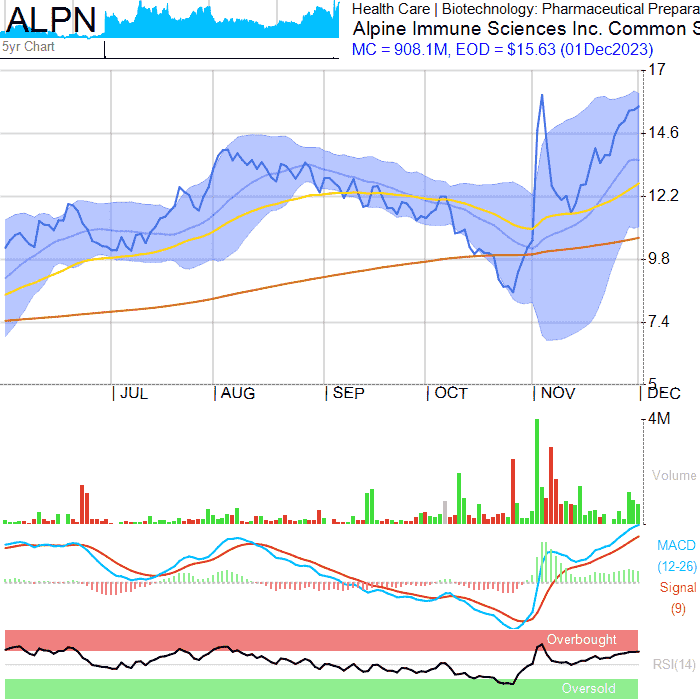 ALPN
5yr Chart
Health Care | Biotechnology: Pharmaceutical Prepara
Alpine Immune Sciences Inc. Common S
MC = 908.1M, EOD = $15.63 (01Dec2023)
17
14.6
12.2
9.8
7.4
5
JUL AUG SEP OCT NOV DEC
4M
Volume
MACD
(12-26)
Signal
(9)
Overbought
RSI(14)
Oversold